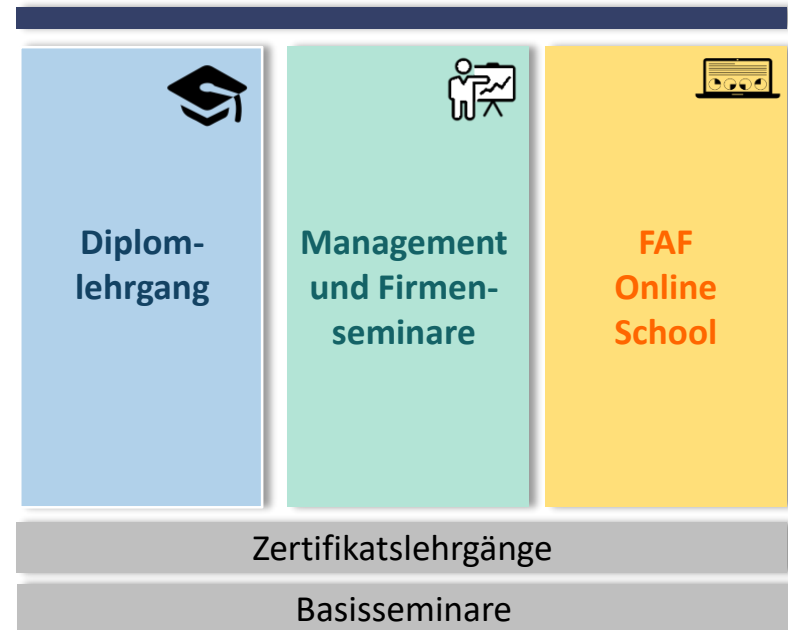 Diplom-
lehrgang
Management
und Firmen-
seminare
FAF
Online
School
Zertifikatslehrgänge
Basisseminare